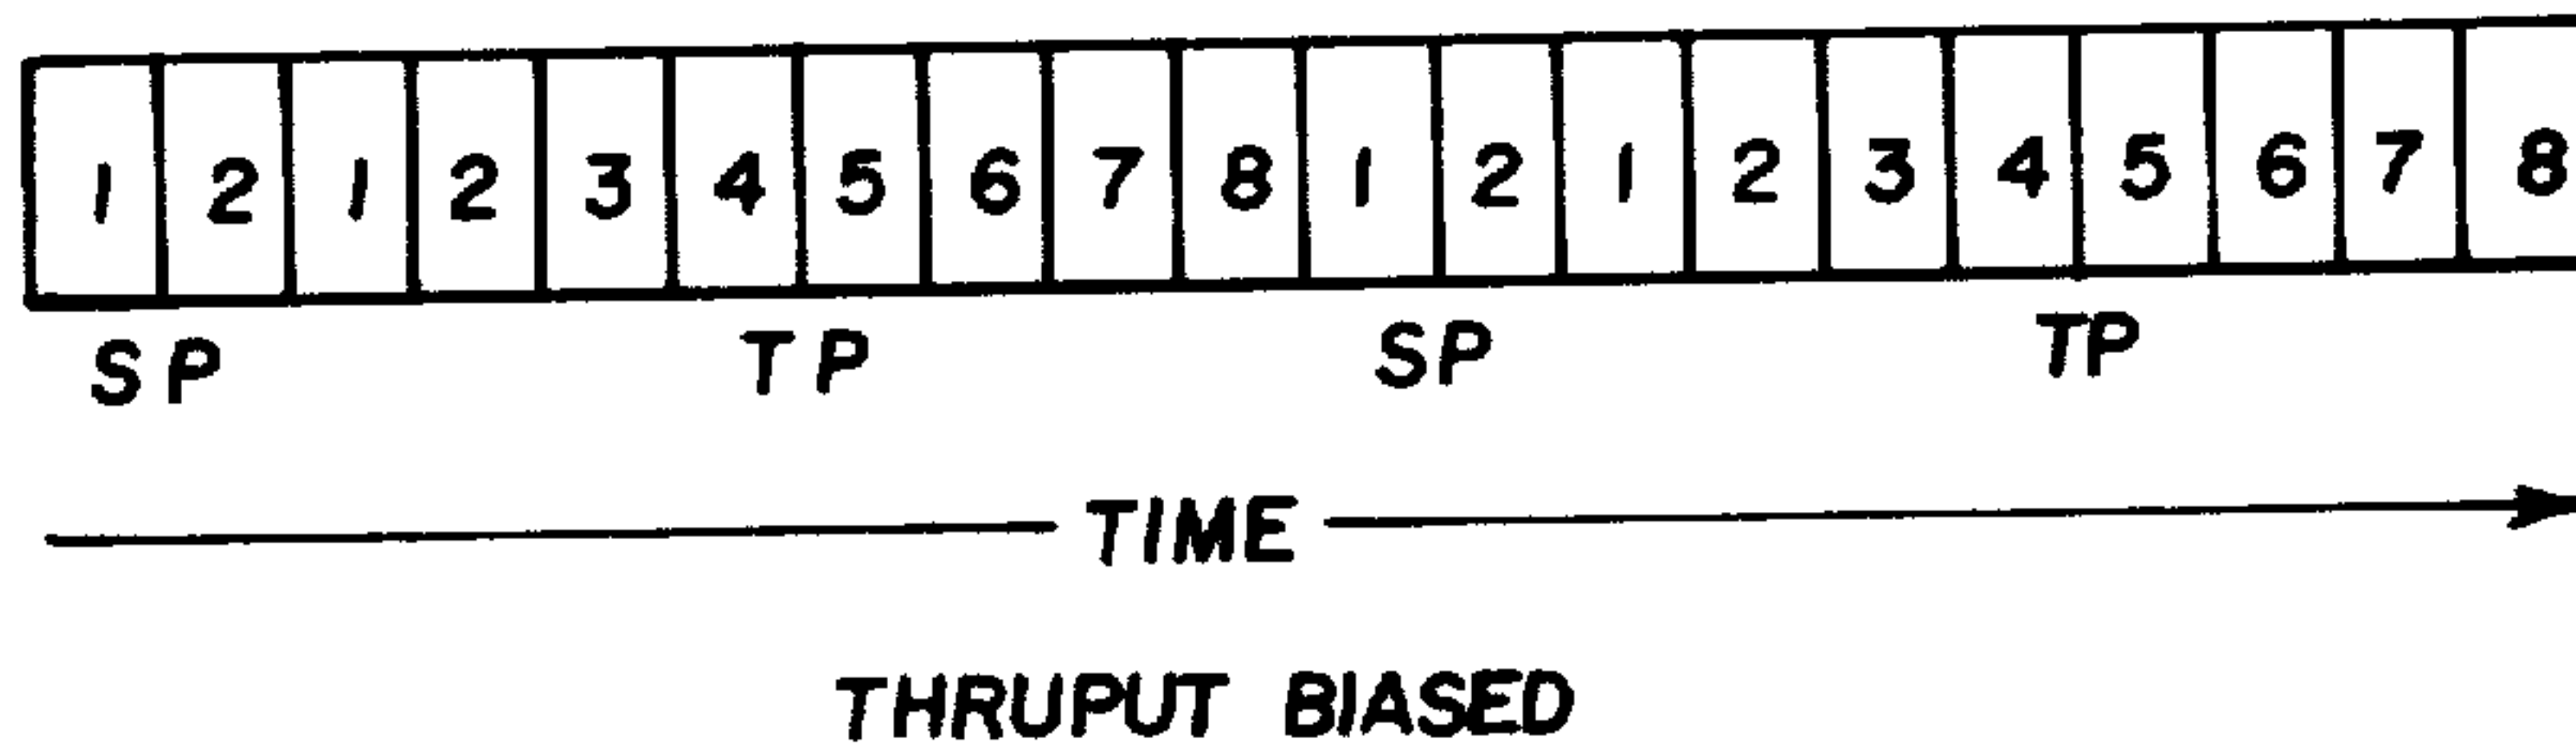 1 2 1 2 3 4 5 6 7 8 1 2 1 2 3 4 5 6 7 8
SP TP SP TP
TIME
THRUPUT BIASED